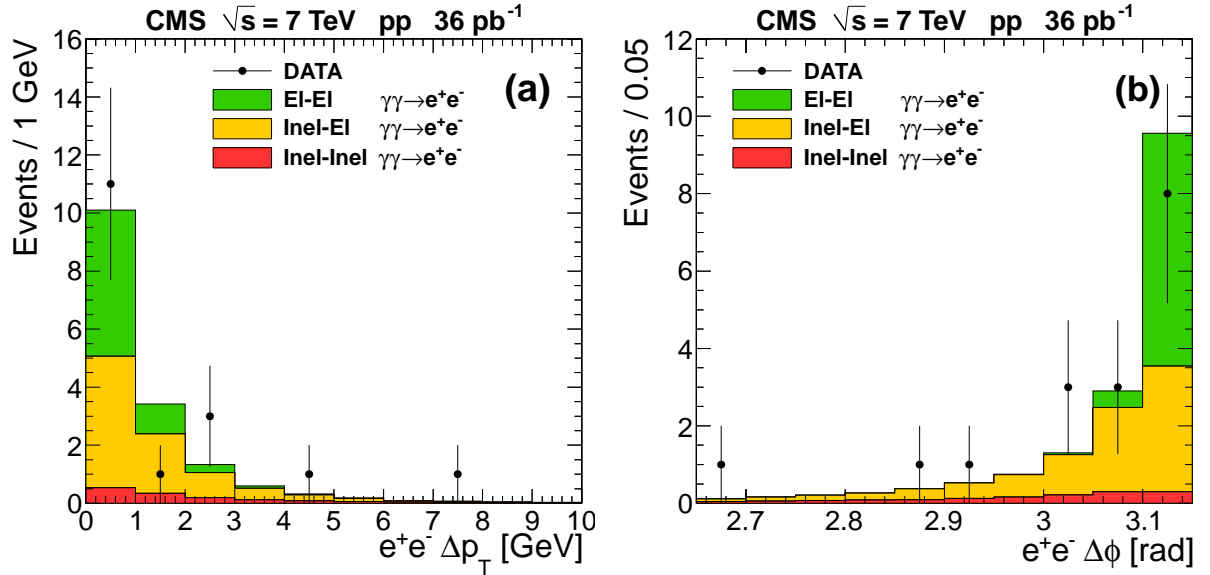 CMS √s = 7 TeV pp 36 pb⁻¹
Events / 1 GeV
16
14
12
10
8
6
4
2
0
DATA
El-El γγ→e⁺e⁻
Inel-El γγ→e⁺e⁻
Inel-Inel γγ→e⁺e⁻
(a)
0 1 2 3 4 5 6 7 8 9 10
e⁺e⁻ Δp_T [GeV]
CMS √s = 7 TeV pp 36 pb⁻¹
Events / 0.05
12
10
8
6
4
2
0
DATA
El-El γγ→e⁺e⁻
Inel-El γγ→e⁺e⁻
Inel-Inel γγ→e⁺e⁻
(b)
2.7 2.8 2.9 3 3.1
e⁺e⁻ Δϕ [rad]